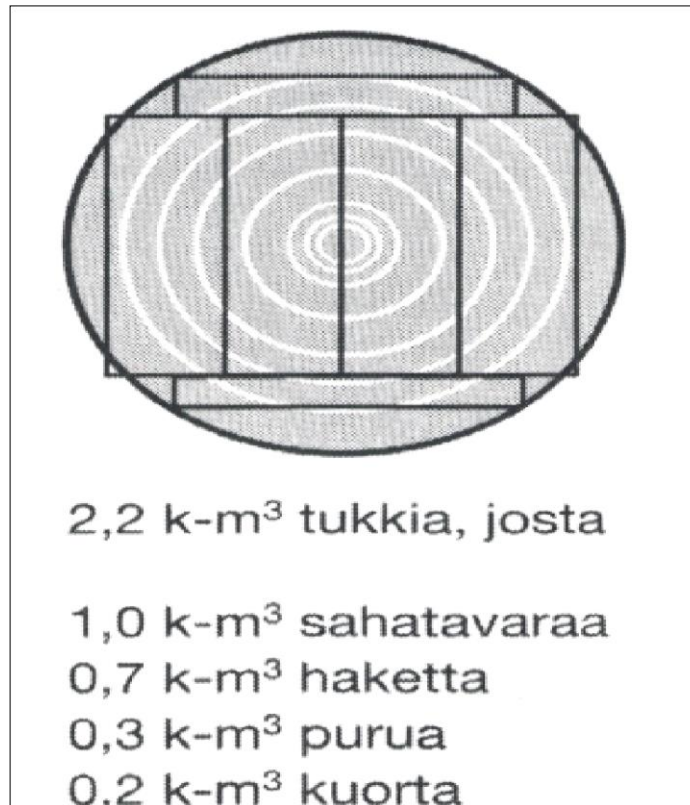 2,2 k-m³ tukkia, josta
1,0 k-m³ sahatavaraa
0,7 k-m³ haketta
0,3 k-m³ purua
0,2 k-m³ kuorta